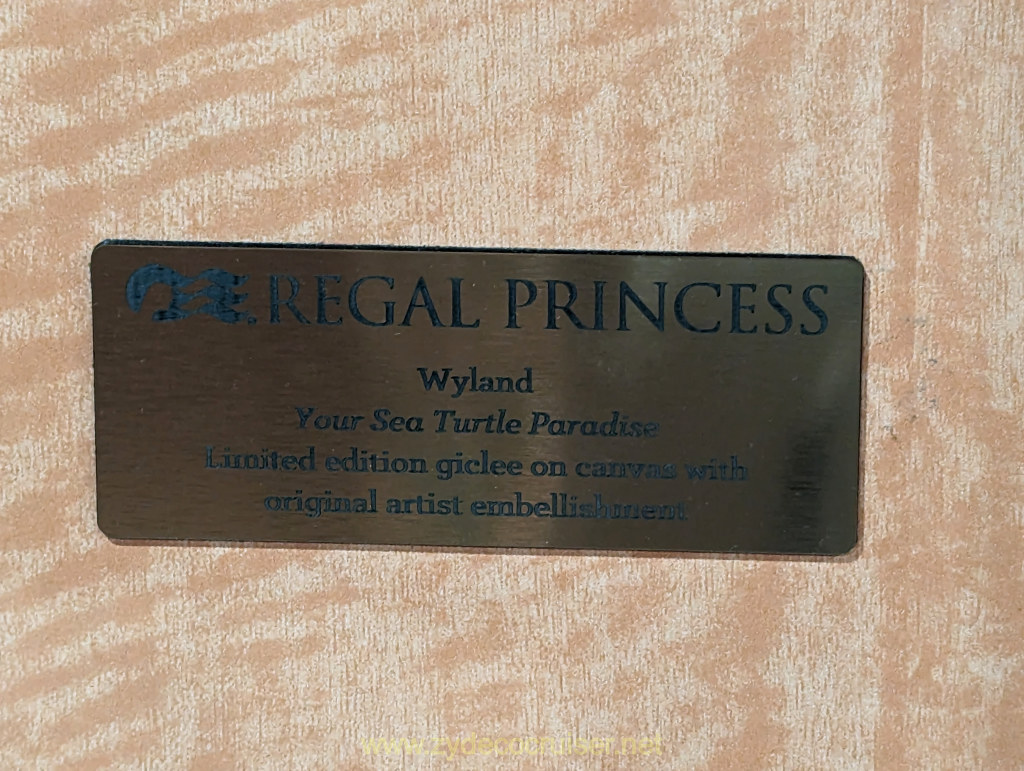 REGAL PRINCESS
Wyland
Your Sea Turtle Paradise
Limited edition giclee on canvas with
original artist embellishment
www.zydecocruiser.net